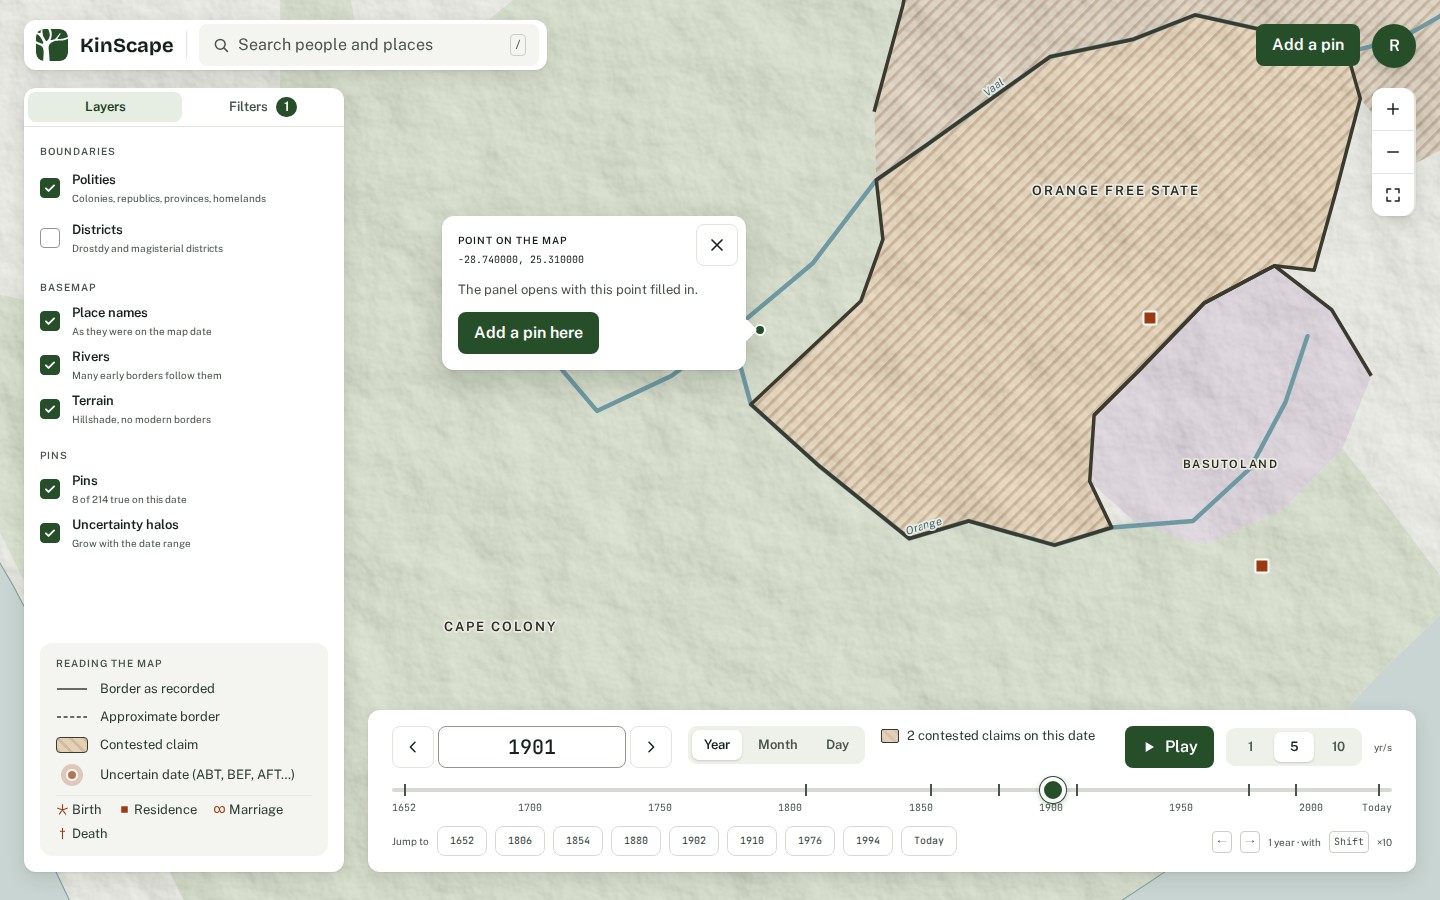 KinScape
Search people and places
/
Add a pin
R
Layers
Filters 1
BOUNDARIES
Polities
Colonies, republics, provinces, homelands
Districts
Drostdy and magisterial districts
BASEMAP
Place names
As they were on the map date
Rivers
Many early borders follow them
Terrain
Hillshade, no modern borders
PINS
Pins
8 of 214 true on this date
Uncertainty halos
Grow with the date range
READING THE MAP
Border as recorded
Approximate border
Contested claim
Uncertain date (ABT, BEF, AFT…)
Birth
Residence
Marriage
Death
Vaal
ORANGE FREE STATE
POINT ON THE MAP
-28.740000, 25.310000
The panel opens with this point filled in.
Add a pin here
BASUTOLAND
Orange
CAPE COLONY
1901
Year
Month
Day
2 contested claims on this date
Play
1
5
10
yr/s
1652
1700
1750
1800
1850
1900
1950
2000
Today
Jump to
1652
1806
1854
1880
1902
1910
1976
1994
Today
← → 1 year · with Shift ×10